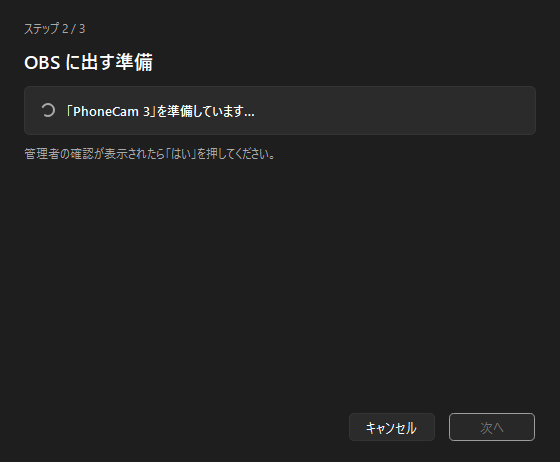 ステップ 2 / 3
OBS に出す準備
「PhoneCam 3」を準備しています...
管理者の確認が表示されたら「はい」を押してください。
キャンセル
次へ